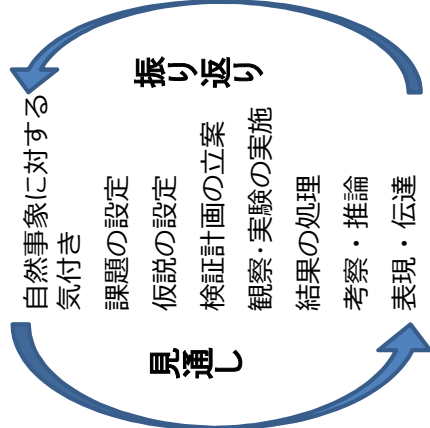 振り返り
自然事象に対する
気付き
課題の設定
仮説の設定
検証計画の立案
観察・実験の実施
結果の処理
考察・推論
表現・伝達
見通し